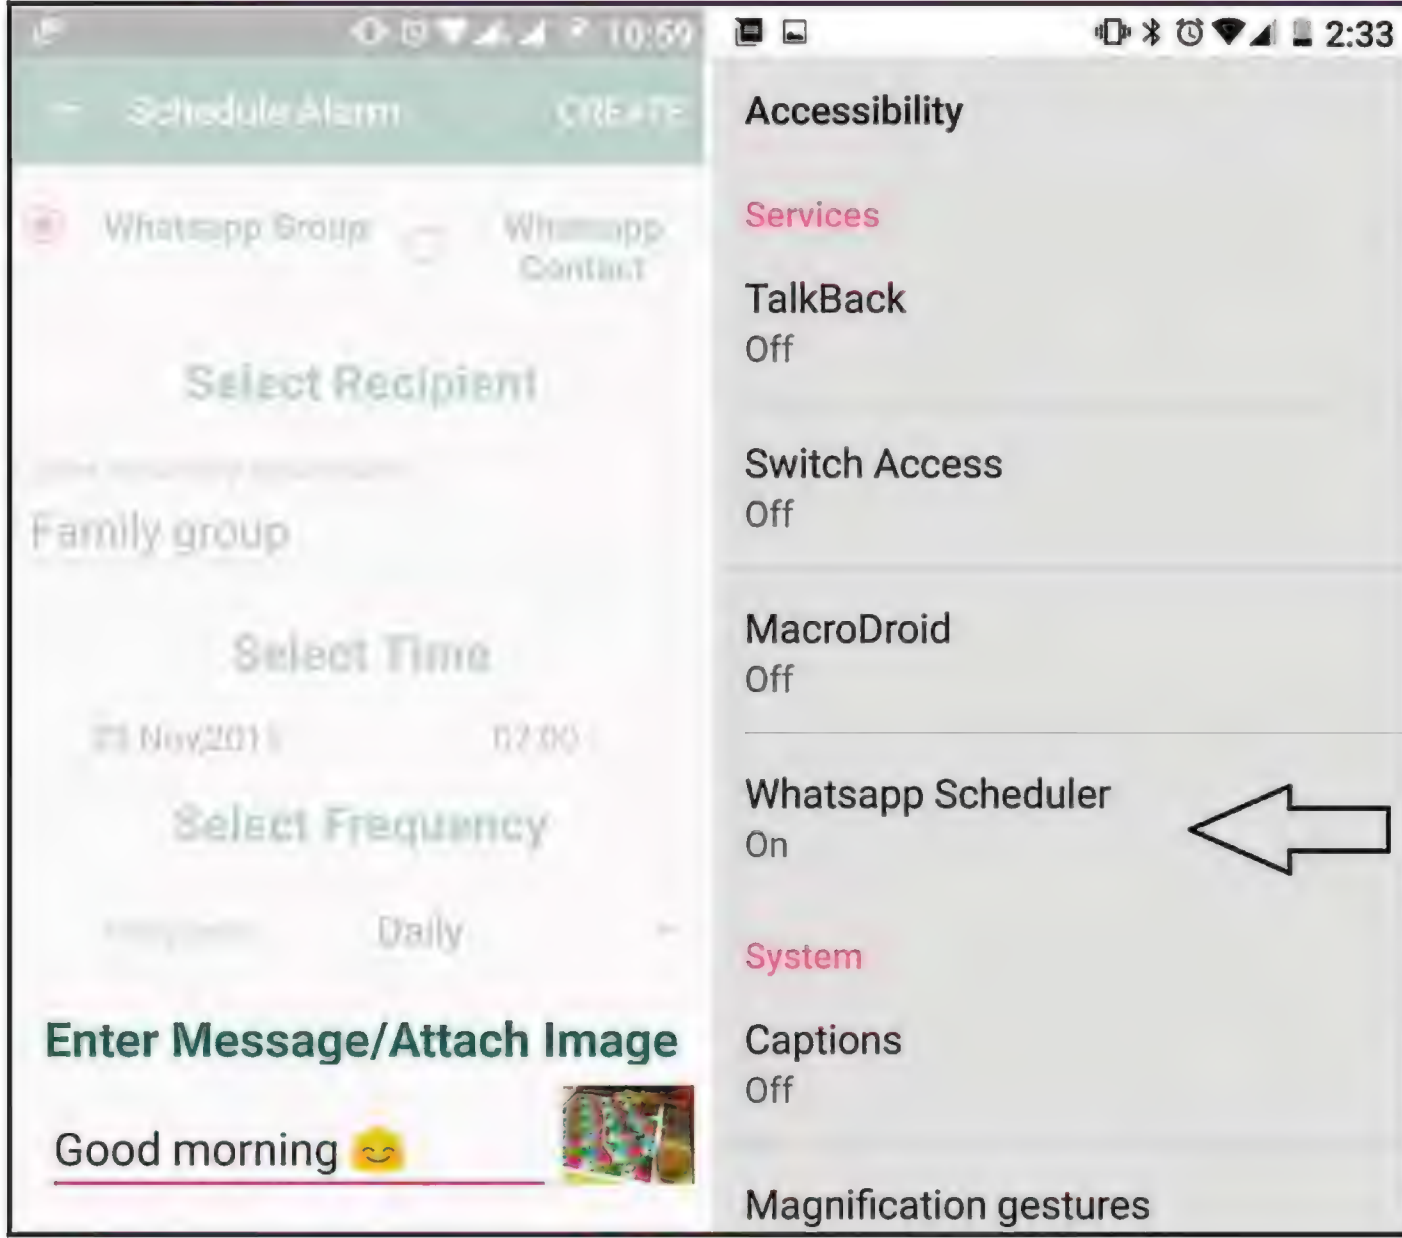 10:59
Schedule Alarm CREATE
Whatsapp Group
Whatsapp
Contact
Select Recipient
Family group
Select Time
02:00
Select Frequency
Daily
Enter Message/Attach Image
Good morning 😊
2:33
Accessibility
Services
TalkBack
Off
Switch Access
Off
MacroDroid
Off
Whatsapp Scheduler
On
System
Captions
Off
Magnification gestures